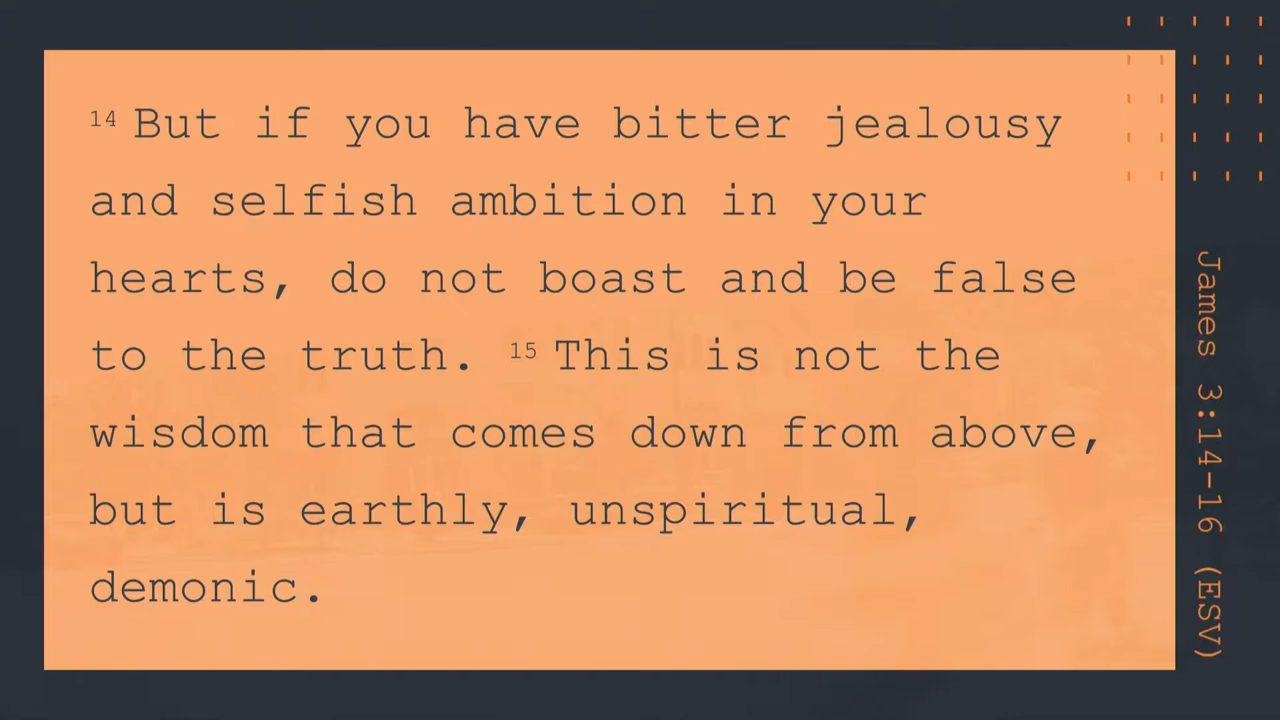 14 But if you have bitter jealousy
and selfish ambition in your
hearts, do not boast and be false
to the truth. 15 This is not the
wisdom that comes down from above,
but is earthly, unspiritual,
demonic.
James 3:14-16 (ESV)